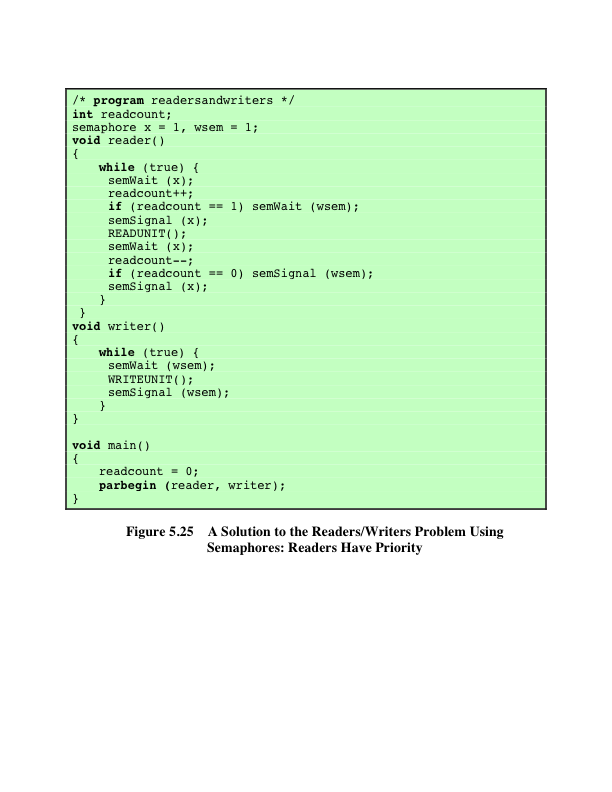 /* program readersandwriters */
int readcount;
semaphore x = 1, wsem = 1;
void reader()
{
while (true) {
semWait (x);
readcount++;
if (readcount == 1) semWait (wsem);
semSignal (x);
READUNIT();
semWait (x);
readcount--;
if (readcount == 0) semSignal (wsem);
semSignal (x);
}
}
void writer()
{
while (true) {
semWait (wsem);
WRITEUNIT();
semSignal (wsem);
}
}
void main()
{
readcount = 0;
parbegin (reader, writer);
}
Figure 5.25 A Solution to the Readers/Writers Problem Using
Semaphores: Readers Have Priority